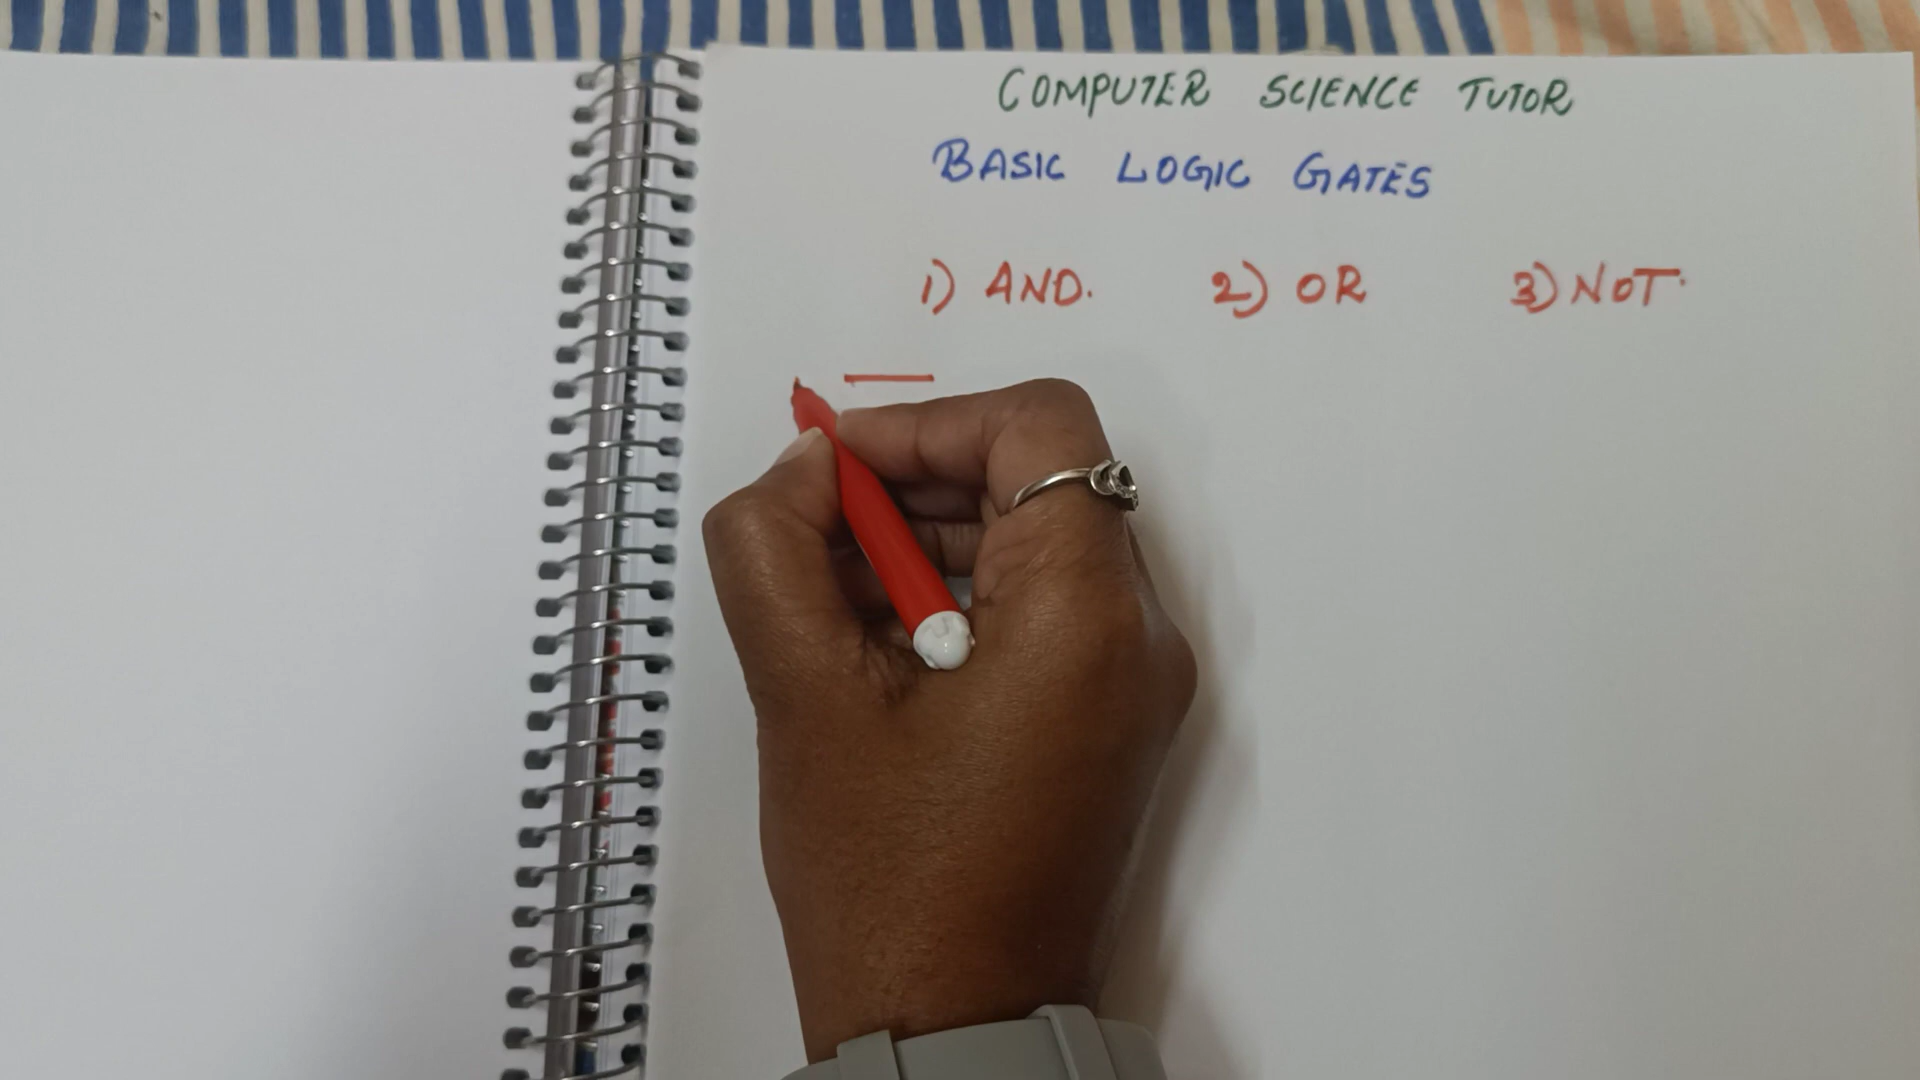 COMPUTER SCIENCE TUTOR
BASIC LOGIC GATES
1) AND. 2) OR 3) NOT.